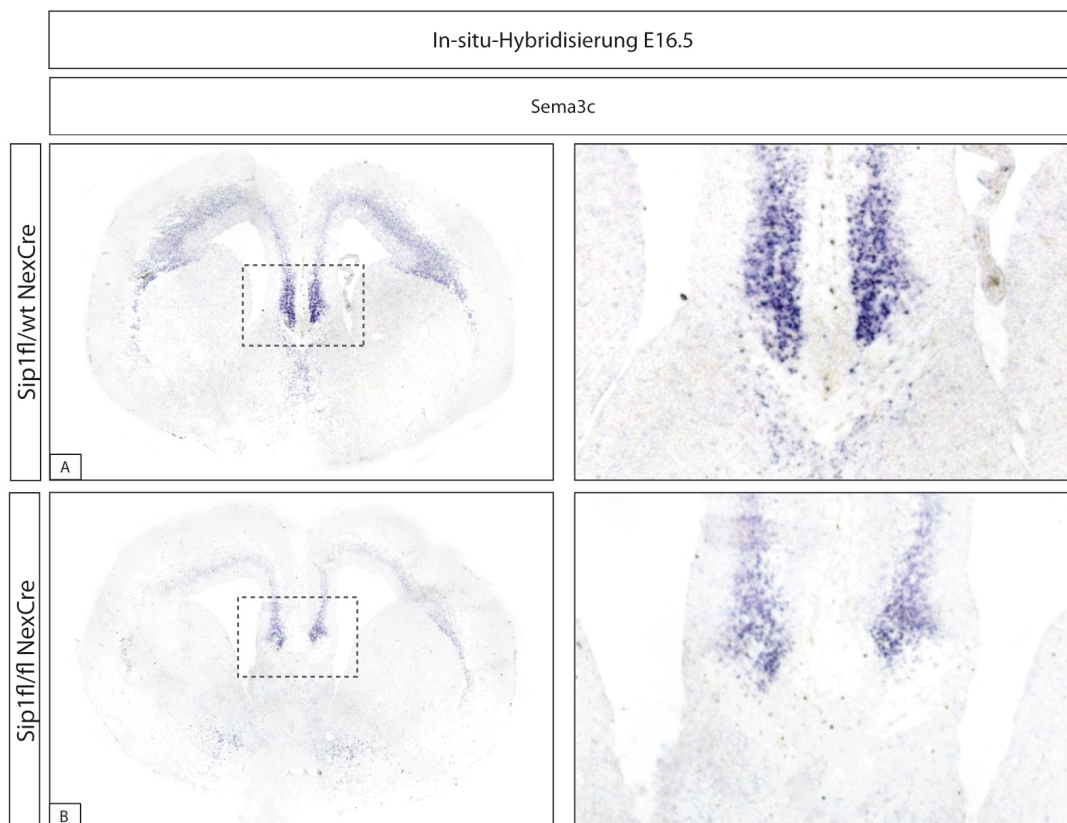 In-situ-Hybridisierung E16.5
Sema3c
Sip1fl/wt NexCre
A
Sip1fl/fl NexCre
B